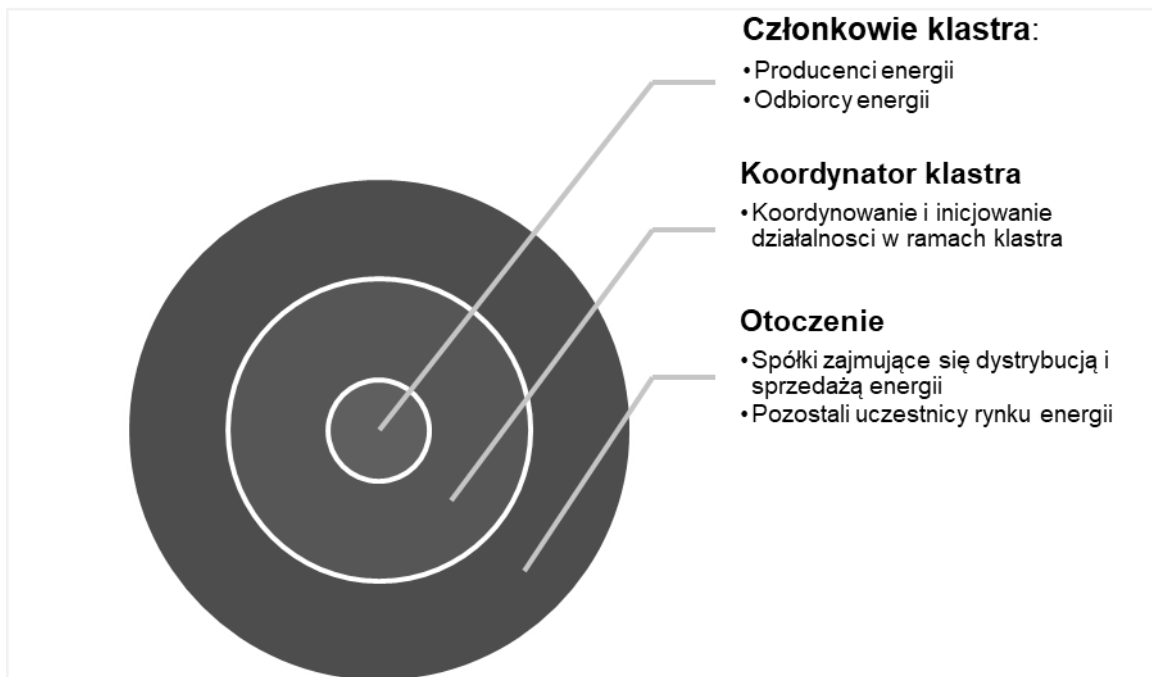 Członkowie klastra:
•Producenci energii
•Odbiorcy energii
Koordynator klastra
•Koordynowanie i inicjowanie
działalnosci w ramach klastra
Otoczenie
•Spółki zajmujące się dystrybucją i
sprzedażą energii
•Pozostali uczestnicy rynku energii